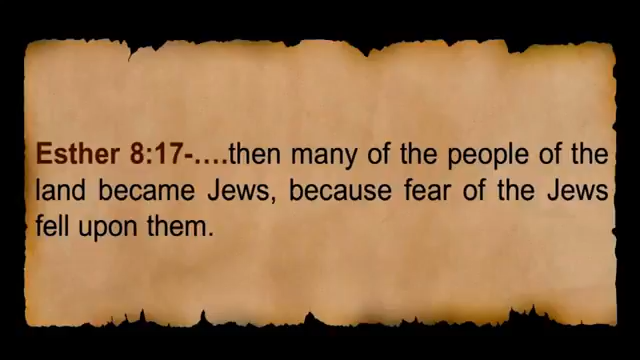 Esther 8:17-….then many of the people of the
land became Jews, because fear of the Jews
fell upon them.